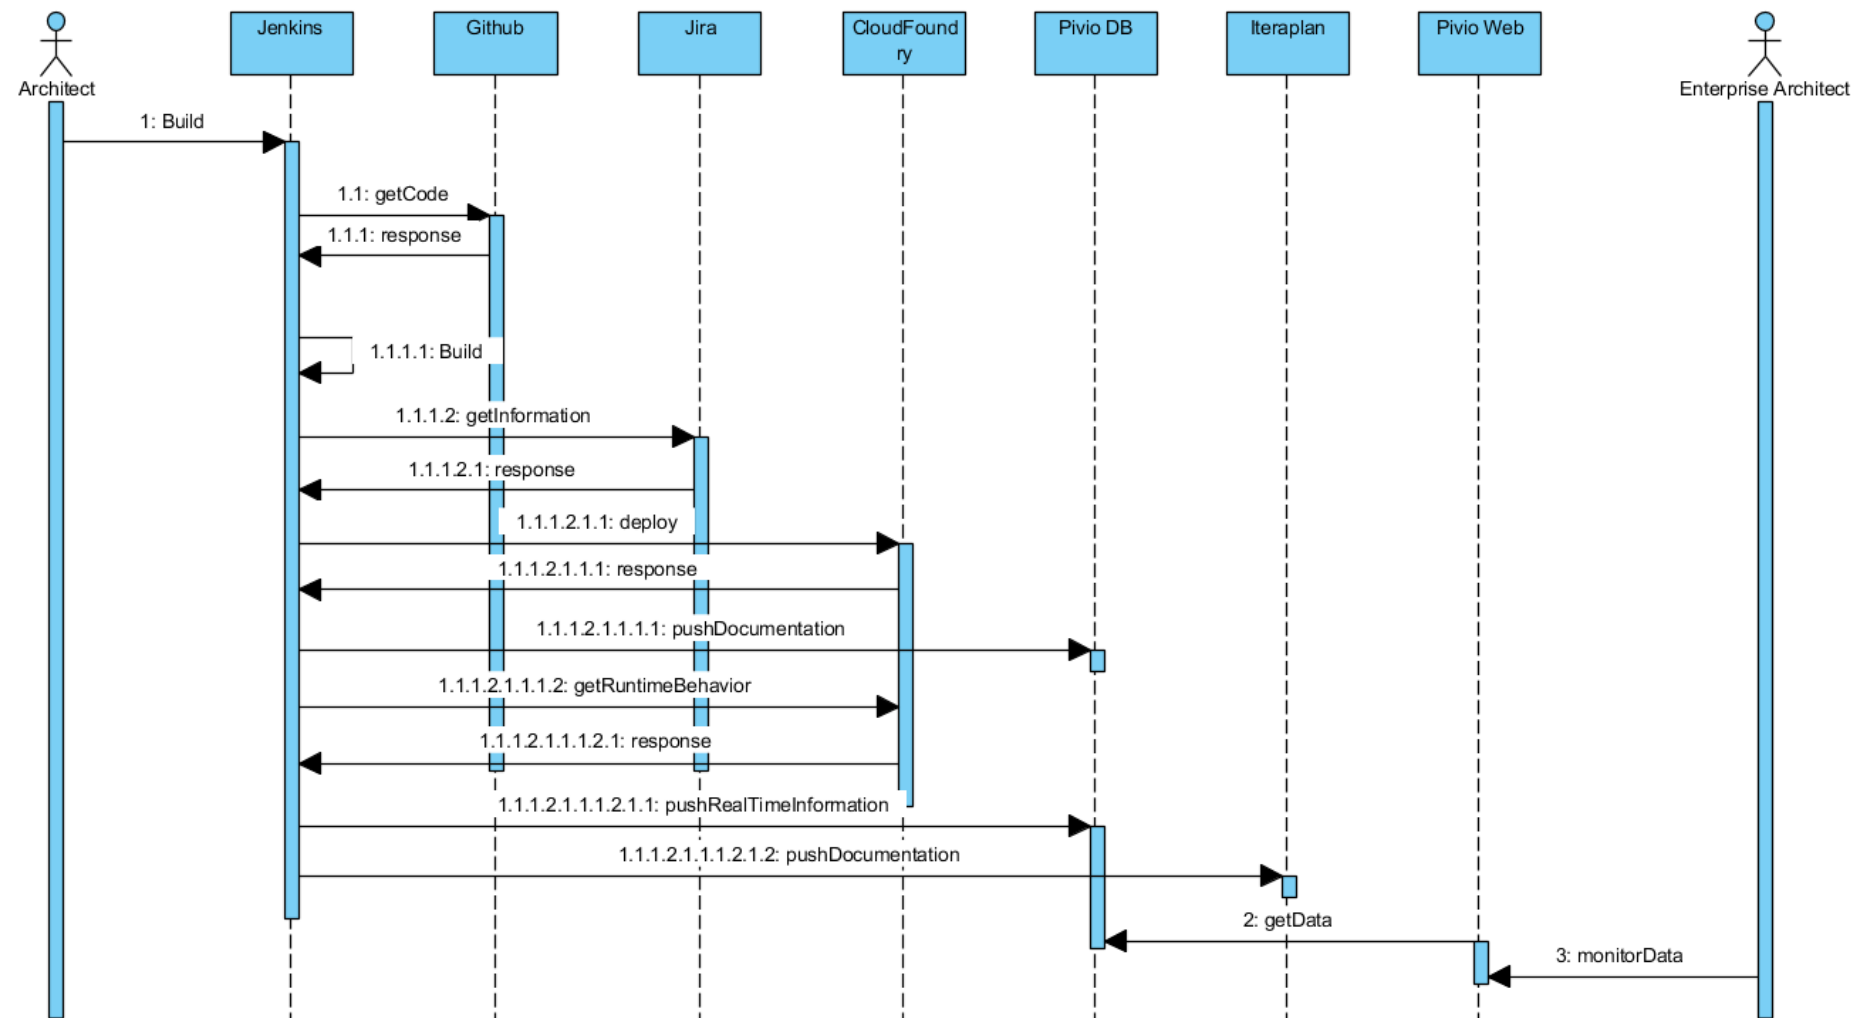 Architect
Jenkins
Github
Jira
CloudFound
ry
Pivio DB
Iteraplan
Pivio Web
Enterprise Architect
1: Build
1.1: getCode
1.1.1: response
1.1.1.1: Build
1.1.1.2: getInformation
1.1.1.2.1: response
1.1.1.2.1.1: deploy
1.1.1.2.1.1.1: response
1.1.1.2.1.1.1.1: pushDocumentation
1.1.1.2.1.1.1.2: getRuntimeBehavior
1.1.1.2.1.1.1.2.1: response
1.1.1.2.1.1.1.2.1.1: pushRealTimeInformation
1.1.1.2.1.1.1.2.1.2: pushDocumentation
2: getData
3: monitorData